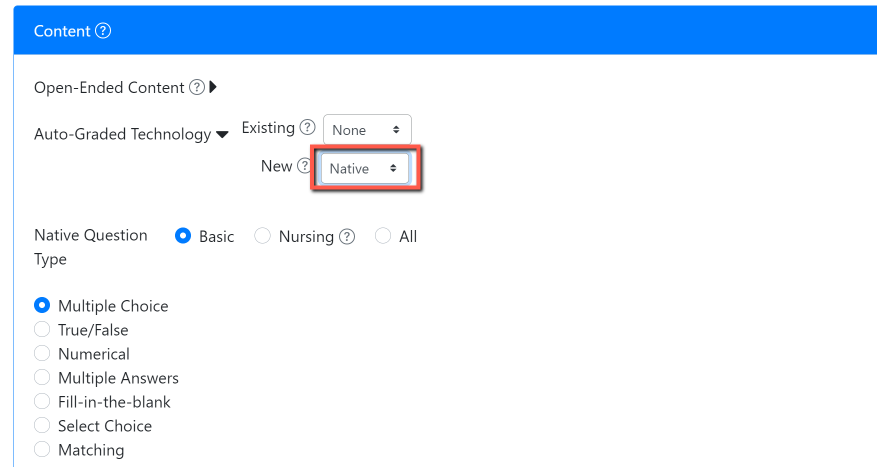 Content ?
Open-Ended Content ?
Auto-Graded Technology Existing ? None
New ? Native
Native Question Type Basic Nursing ? All
Multiple Choice
True/False
Numerical
Multiple Answers
Fill-in-the-blank
Select Choice
Matching